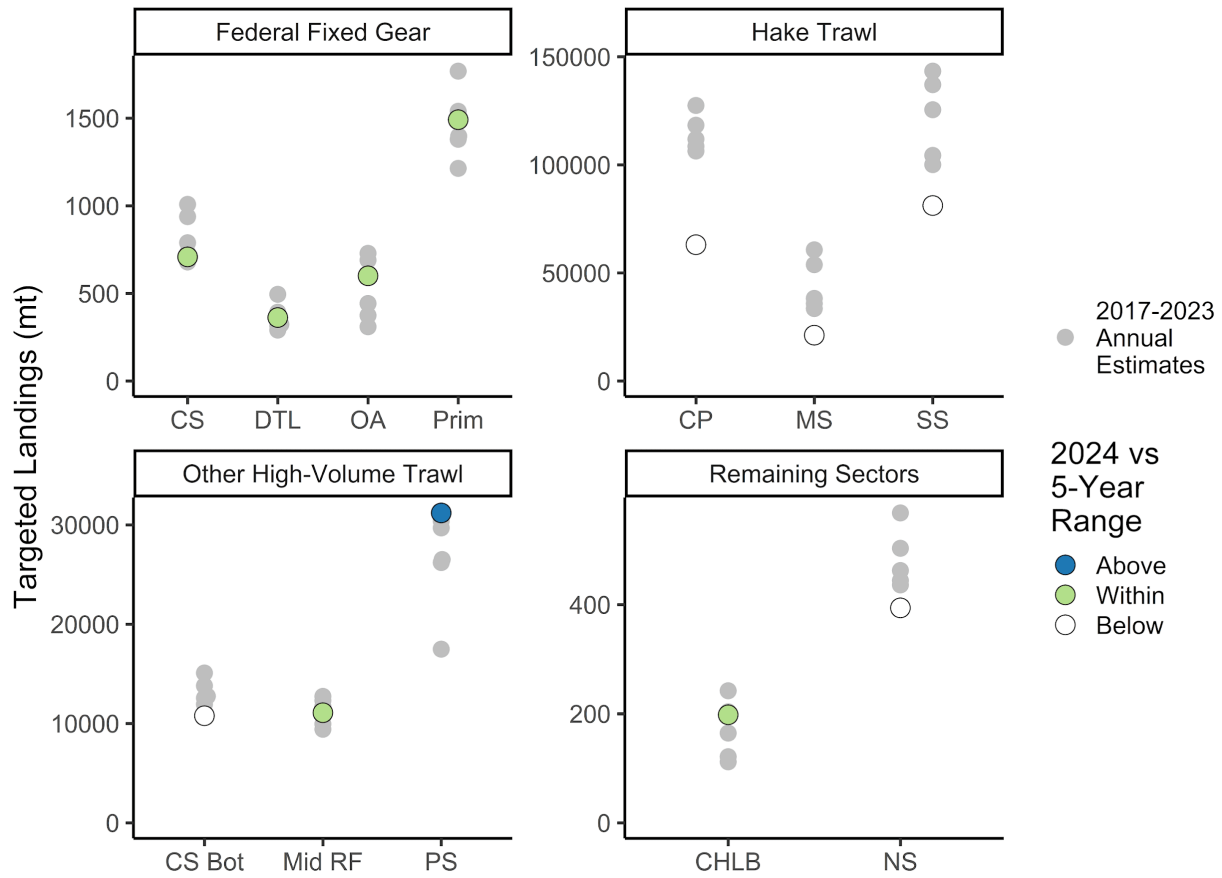 Targeted Landings (mt)
Federal Fixed Gear
1500
1000
500
0
CS DTL OA Prim
Hake Trawl
150000
100000
50000
0
CP MS SS
Other High-Volume Trawl
30000
20000
10000
0
CS Bot Mid RF PS
Remaining Sectors
400
200
0
CHLB NS
2017-2023
Annual
Estimates
2024 vs
5-Year
Range
Above
Within
Below